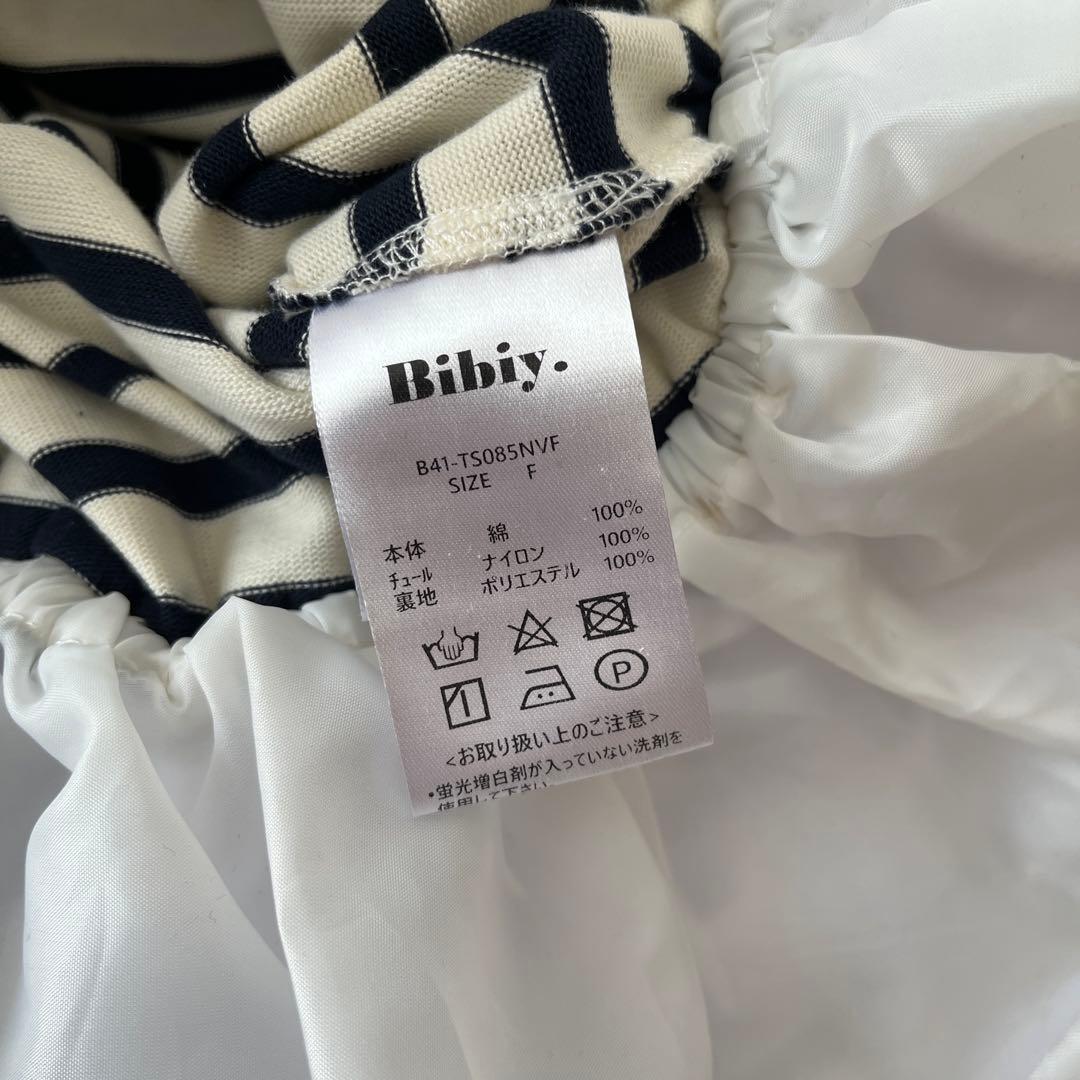 Bibiy.
B41-TS085NVF
SIZE F
本体 綿 100%
チュール ナイロン 100%
裏地 ポリエステル 100%
P
<お取り扱い上のご注意>
・蛍光増白剤が入っていない洗剤を
使用して下さい